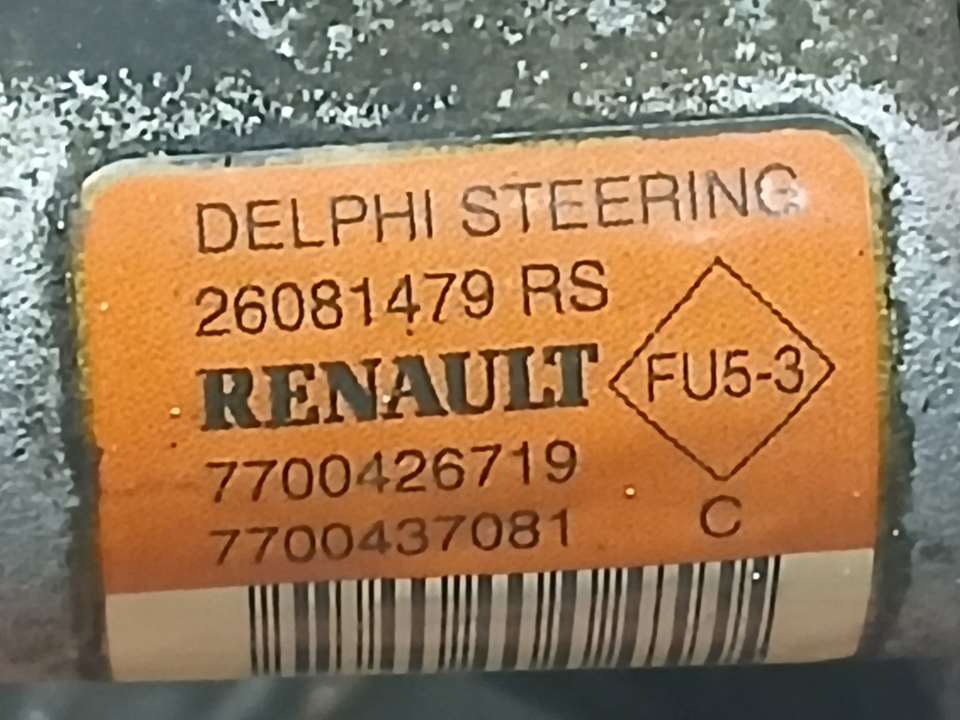 DELPHI STEERING
26081479 RS
RENAULT
FU5-3
7700426719
7700437081
C